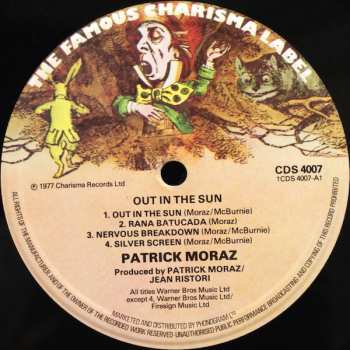 THE FAMOUS CHARISMA LABEL
℗ 1977 Charisma Records Ltd
CDS 4007
1CDS 4007-A1
OUT IN THE SUN
1. OUT IN THE SUN (Moraz/McBurnie)
2. RANA BATUCADA (Moraz)
3. NERVOUS BREAKDOWN (Moraz/McBurnie)
4. SILVER SCREEN (Moraz/McBurnie)
PATRICK MORAZ
Produced by PATRICK MORAZ/
JEAN RISTORI
All titles Warner Bros Music Ltd
except 4, Warner Bros Music Ltd/
Firesign Music Ltd
ALL RIGHTS OF THE MANUFACTURER AND OF THE OWNER OF THE RECORDED WORK RESERVED UNAUTHORISED PUBLIC PERFORMANCE BROADCASTING AND COPYING OF THIS RECORD PROHIBITED
MARKETED AND DISTRIBUTED BY PHONOGRAM LTD